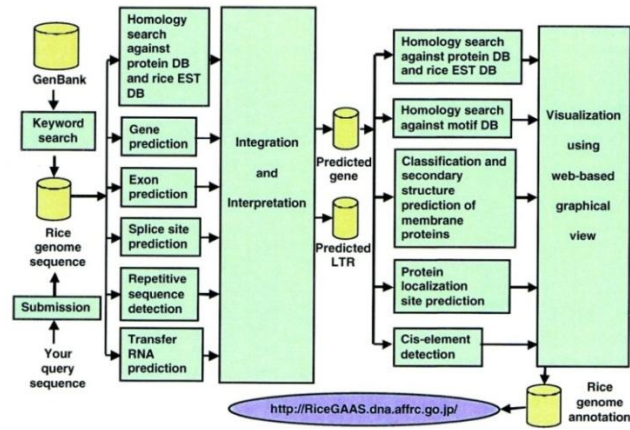 GenBank
Keyword
search
Rice
genome
sequence
Submission
Your
query
sequence
Homology
search
against
protein DB
and rice EST
DB
Gene
prediction
Exon
prediction
Splice site
prediction
Repetitive
sequence
detection
Transfer
RNA
prediction
Integration
and
Interpretation
Predicted
gene
Predicted
LTR
Homology search
against protein DB
and rice EST DB
Homology search
against motif DB
Classification and
secondary
structure
prediction of
membrane
proteins
Protein
localization
site prediction
Cis-element
detection
Visualization
using
web-based
graphical
view
Rice
genome
annotation
http://RiceGAAS.dna.affrc.go.jp/